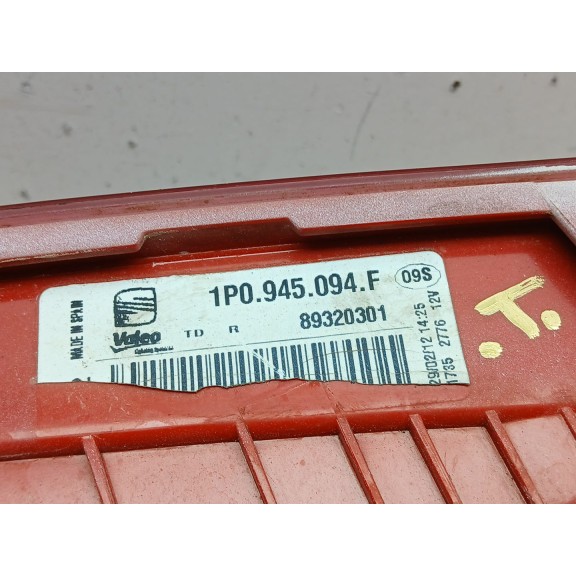 MADE IN SPAIN
Valeo
1P0.945.094.F
09S
TD R
89320301
29/02/12 14:25
1735 2776 12V
.T.